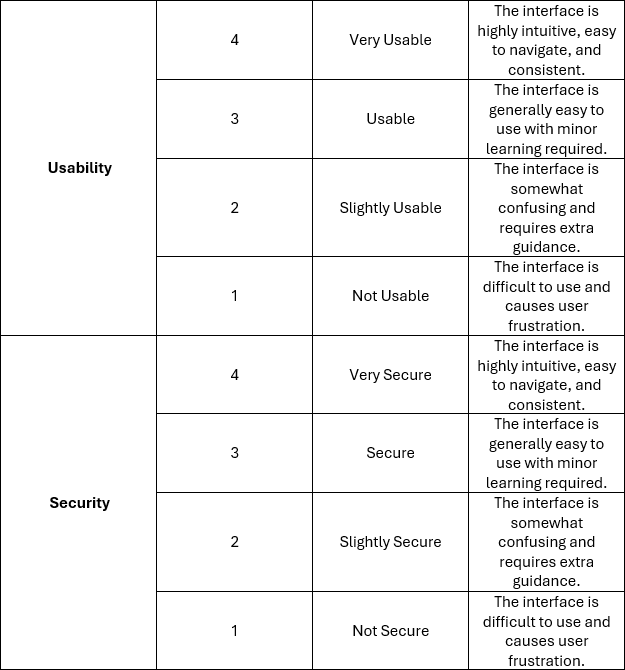 Usability
4
Very Usable
The interface is
highly intuitive, easy
to navigate, and
consistent.
3
Usable
The interface is
generally easy to
use with minor
learning required.
2
Slightly Usable
The interface is
somewhat
confusing and
requires extra
guidance.
1
Not Usable
The interface is
difficult to use and
causes user
frustration.
Security
4
Very Secure
The interface is
highly intuitive, easy
to navigate, and
consistent.
3
Secure
The interface is
generally easy to
use with minor
learning required.
2
Slightly Secure
The interface is
somewhat
confusing and
requires extra
guidance.
1
Not Secure
The interface is
difficult to use and
causes user
frustration.